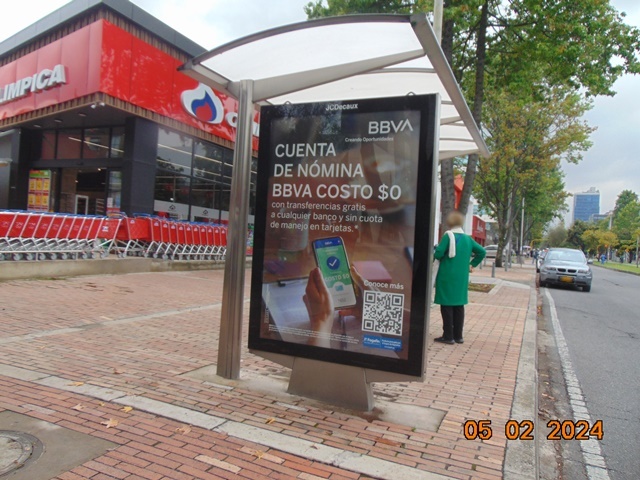 LIMPICA
JCDecaux
BBVA
Creando Oportunidades
CUENTA
DE NÓMINA
BBVA COSTO $0
con transferencias gratis
a cualquier banco y sin cuota
de manejo en tarjetas.*
Conoce más
05 02 2024